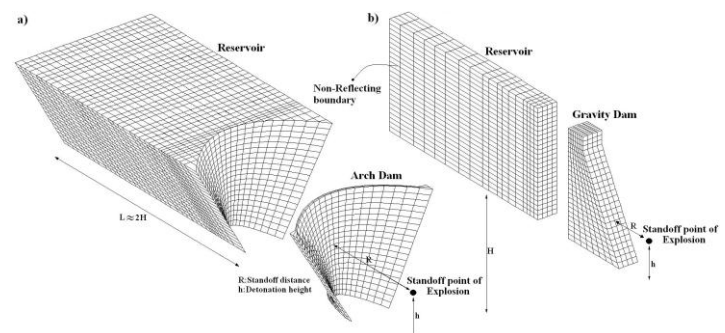 a)
Reservoir
L ≈ 2H
Arch Dam
R
R:Standoff distance
h:Detonation height
Standoff point of
Explosion
h
H
b)
Reservoir
Non-Reflecting
boundary
Gravity Dam
R
Standoff point of
Explosion
h